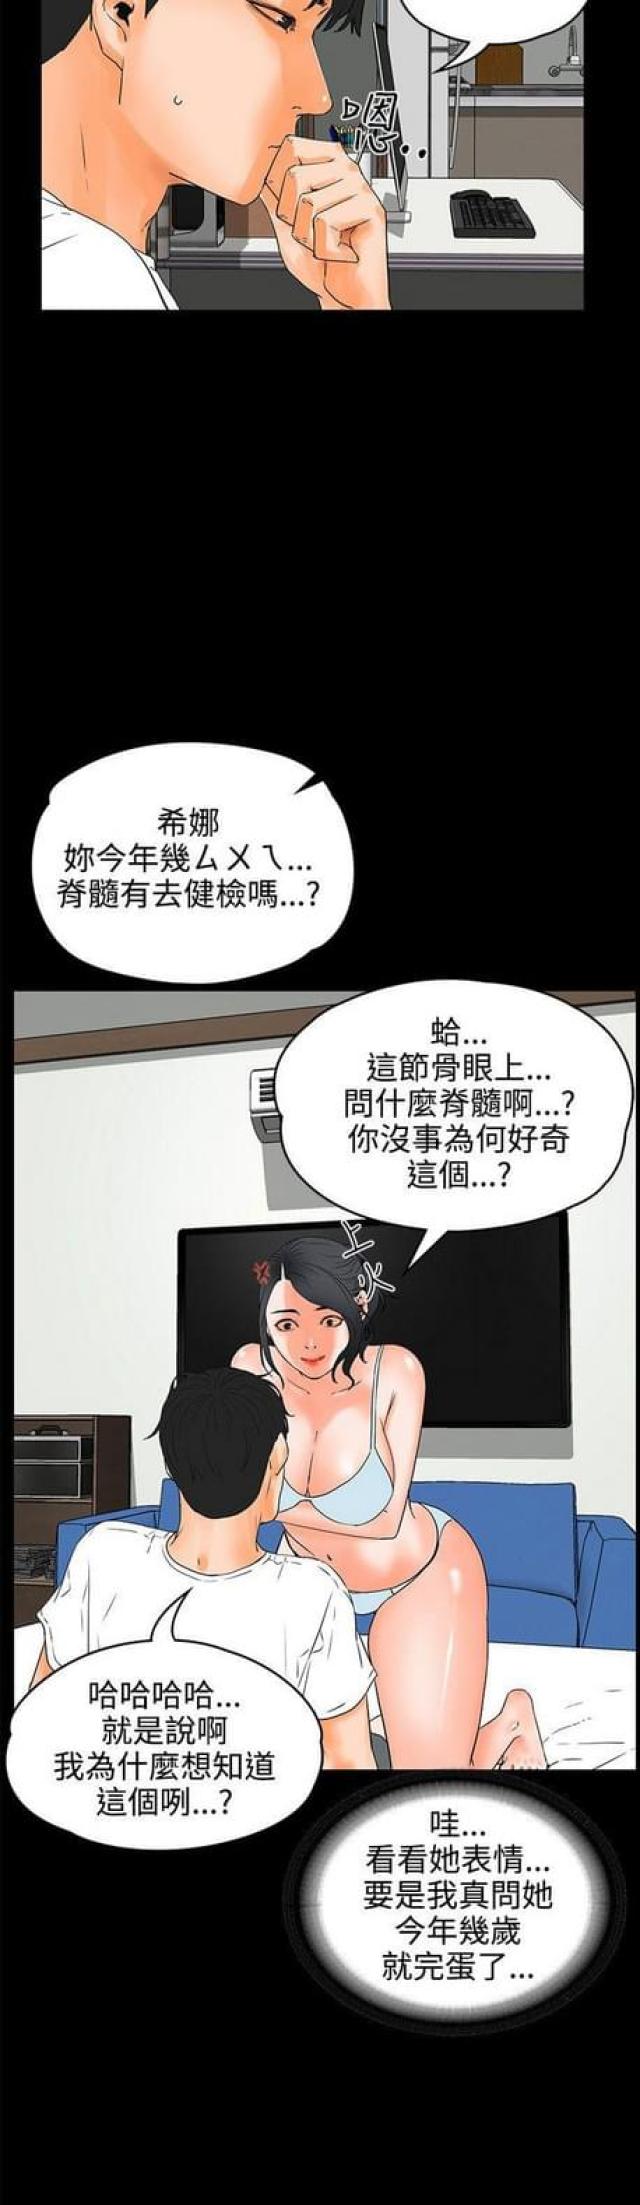 嗯..
希娜
妳今年幾ㄙㄨㄟ...
脊髓有去健檢嗎...?
蛤...
這節骨眼上...
問什麼脊髓啊...?
你沒事為何好奇
這個...?
上火
哈哈哈哈...
就是說啊
我為什麼想知道
這個咧...?
哇...
看看她表情...
要是我真問她
今年幾歲
就完蛋了...